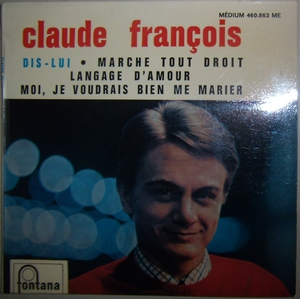 MÉDIUM 460.863 ME
claude françois
DIS-LUI • MARCHE TOUT DROIT
LANGAGE D'AMOUR
MOI, JE VOUDRAIS BIEN ME MARIER
fontana